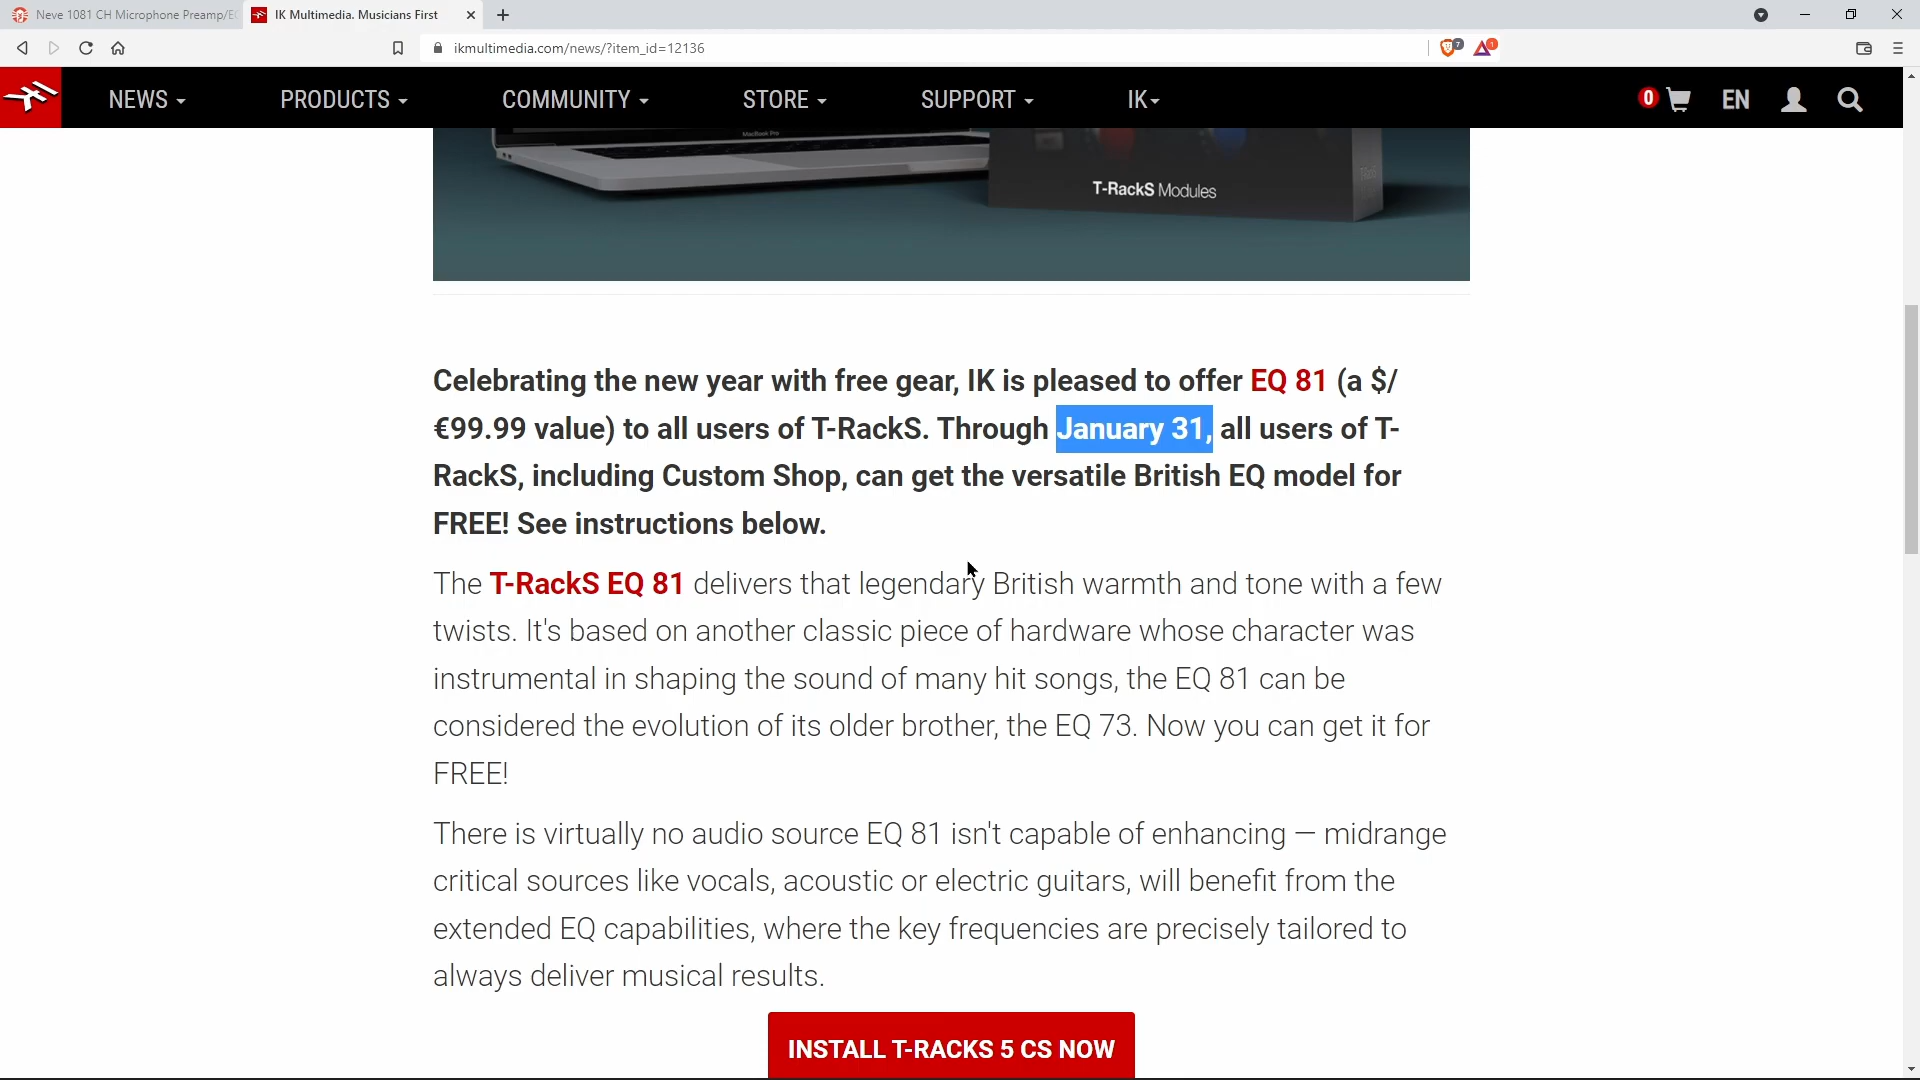 Neve 1081 CH Microphone Preamp/E
IK Multimedia. Musicians First
ikmultimedia.com/news/?item_id=12136
7
1
NEWS
PRODUCTS
COMMUNITY
STORE
SUPPORT
IK
0
EN
MacBook Pro
T-RackS Modules
Celebrating the new year with free gear, IK is pleased to offer EQ 81 (a $/
€99.99 value) to all users of T-RackS. Through January 31, all users of T-
RackS, including Custom Shop, can get the versatile British EQ model for
FREE! See instructions below.
The T-RackS EQ 81 delivers that legendary British warmth and tone with a few
twists. It's based on another classic piece of hardware whose character was
instrumental in shaping the sound of many hit songs, the EQ 81 can be
considered the evolution of its older brother, the EQ 73. Now you can get it for
FREE!
There is virtually no audio source EQ 81 isn't capable of enhancing — midrange
critical sources like vocals, acoustic or electric guitars, will benefit from the
extended EQ capabilities, where the key frequencies are precisely tailored to
always deliver musical results.
INSTALL T-RACKS 5 CS NOW